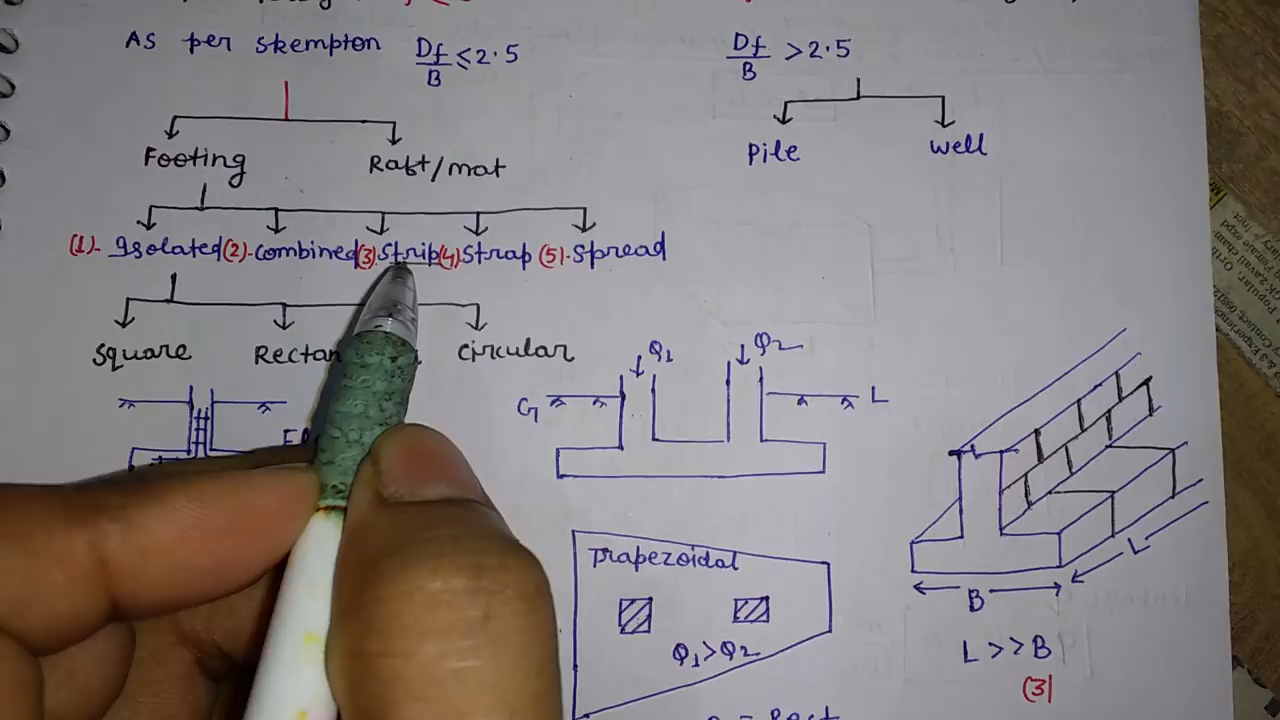 As per skempton Df/B ≤ 2.5
Df/B > 2.5
Footing Raft/mat
Pile well
(1). Isolated (2). combined (3). Strip (4). Strap (5). Spread
Square Rectan circular
Q1 Q2
G L
Trapezoidal
Q1 > Q2
B
L
L >> B
(3)